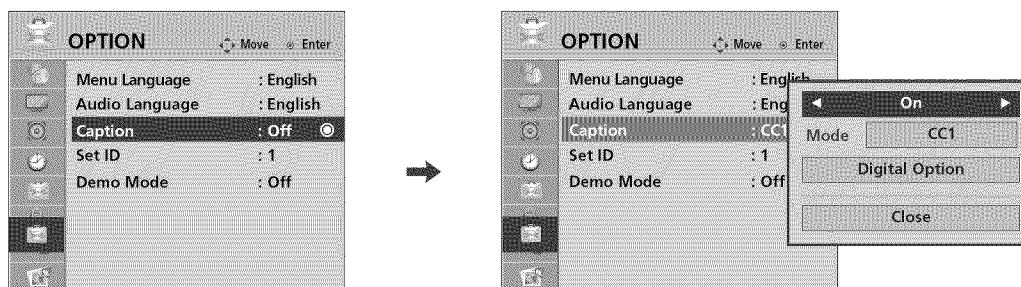 OPTION Move Enter
Menu Language : English
Audio Language : English
Caption : Off
Set ID : 1
Demo Mode : Off
OPTION Move Enter
Menu Language : English
Audio Language : Eng
Caption : CC1
Set ID : 1
Demo Mode : Off
On
Mode CC1
Digital Option
Close